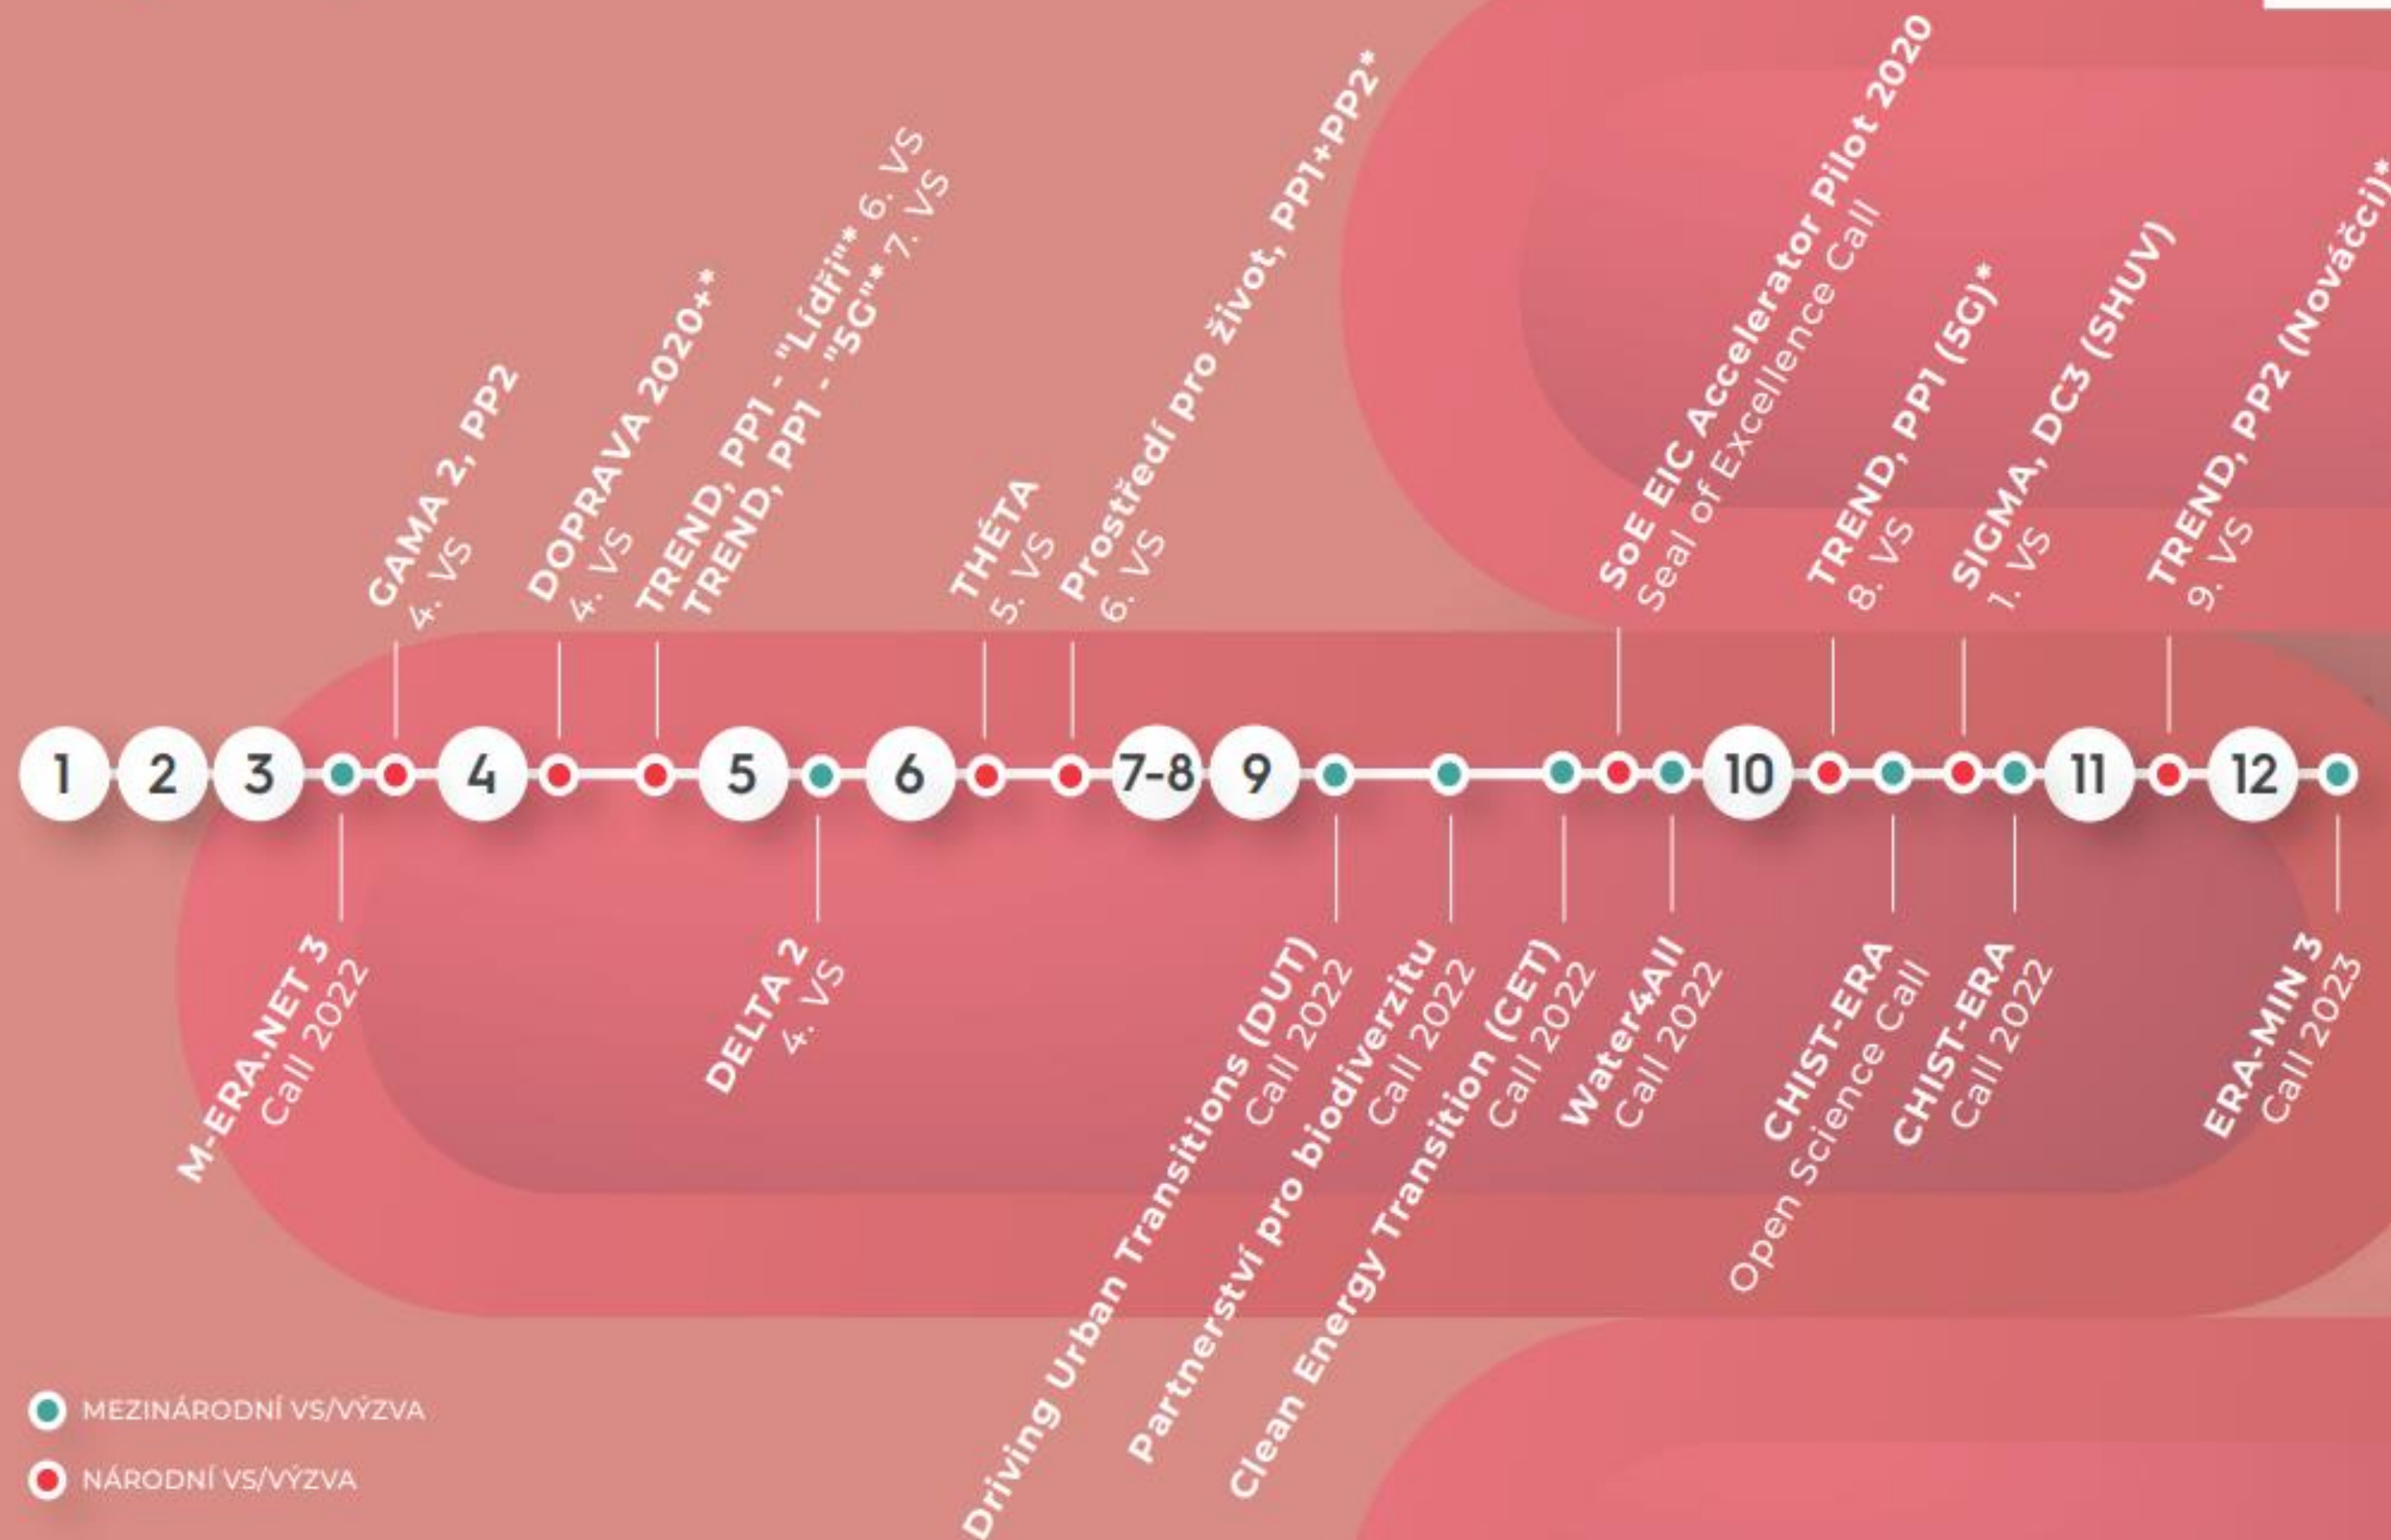 GAMA 2, PP2
4. VS
DOPRAVA 2020+*
4. VS
TREND, PP1 - "Lídři"* 6. VS
TREND, PP1 - "5G"* 7. VS
THÉTA
5. VS
Prostředí pro život, PP1+PP2*
6. VS
SoE EIC Accelerator Pilot 2020
Seal of Excellence Call
TREND, PP1 (5G)*
8. VS
SIGMA, DC3 (SHUV)
1. VS
TREND, PP2 (Nováčci)*
9. VS
1 2 3 4 5 6 7-8 9 10 11 12
M-ERA.NET 3
Call 2022
DELTA 2
4. VS
Driving Urban Transitions (DUT)
Call 2022
Partnerství pro biodiverzitu
Call 2022
Clean Energy Transition (CET)
Call 2022
Water4All
Call 2022
CHIST-ERA
Open Science Call
CHIST-ERA
Call 2022
ERA-MIN 3
Call 2023
MEZINÁRODNÍ VS/VÝZVA
NÁRODNÍ VS/VÝZVA